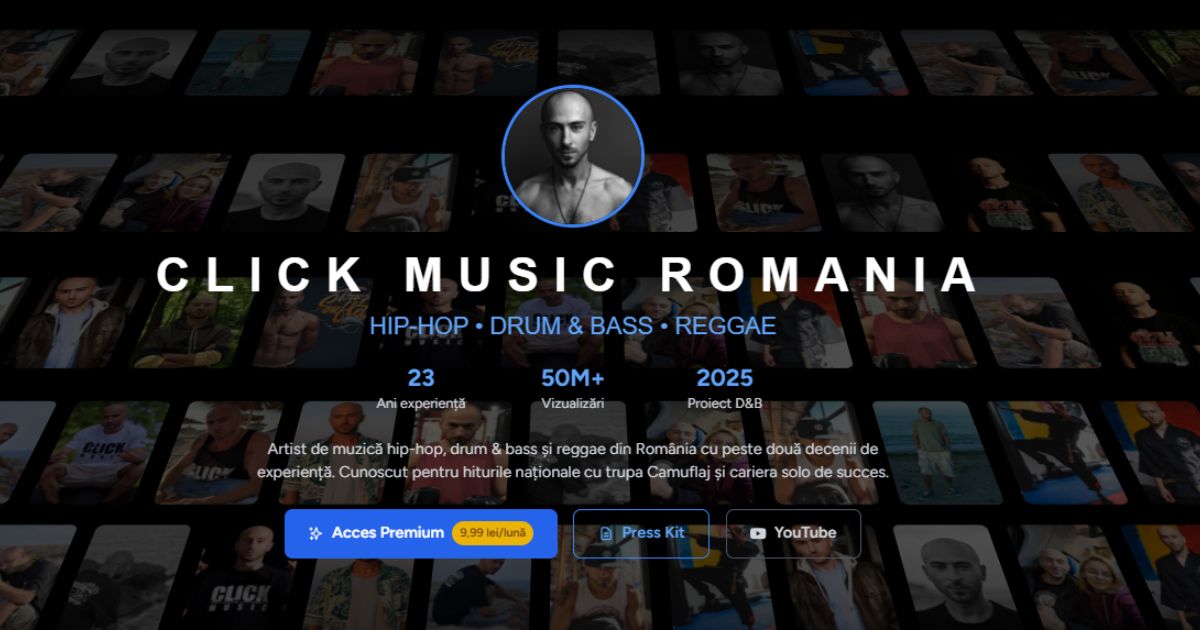 CLICK MUSIC ROMANIA
HIP-HOP • DRUM & BASS • REGGAE
23
50M+
2025
Ani experiență
Vizualizări
Proiect D&B
Artist de muzică hip-hop, drum & bass și reggae din România cu peste două decenii de
experiență. Cunoscut pentru hiturile naționale cu trupa Camuflaj și cariera solo de succes.
Acces Premium
9,99 lei/lună
Press Kit
YouTube
CLICK
MUSIC